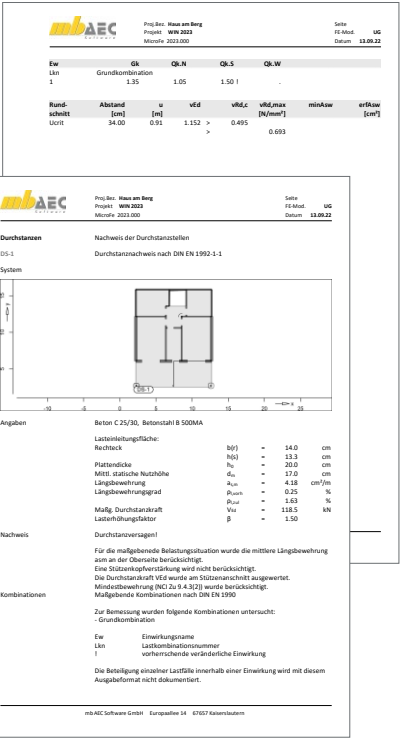 mb AEC
Software
Proj.Bez. Haus am Berg Seite
Projekt WIN 2023 FE-Mod. UG
MicroFe 2023.000 Datum 13.09.22
Ew Gk Qk.N Qk.S Qk.W
Lkn Grundkombination
1 1.35 1.05 1.50 ! .
Rund- Abstand u vEd vRd,c vRd,max minAsw erfAsw
schnitt [cm] [m] [N/mm²] [cm²]
Ucrit 34.00 0.91 1.152 > 0.495
> 0.693
mb AEC
Software
Proj.Bez. Haus am Berg Seite
Projekt WIN 2023 FE-Mod. UG
MicroFe 2023.000 Datum 13.09.22
Durchstanzen Nachweis der Durchstanzstellen
DS-1 Durchstanznachweis nach DIN EN 1992-1-1
System
15
10
5
DS-1
-10 -5 0 5 10 15 20 25
Angaben Beton C 25/30, Betonstahl B 500MA
Lasteinleitungsfläche:
Rechteck b(r) = 14.0 cm
h(s) = 13.3 cm
Plattendicke = 20.0 cm
Mittl. statische Nutzhöhe = 17.0 cm
Längsbewehrung = 4.18 cm²/m
Längsbewehrungsgrad = 0.25 %
= 1.63 %
Maßg. Durchstanzkraft VEd = 118.5 kN
Lasterhöhungsfaktor β = 1.50
Nachweis Durchstanzversagen!
Für die maßgebende Belastungssituation wurde die mittlere Längsbewehrung
asm an der Oberseite berücksichtigt.
Eine Stützenkopfverstärkung wird nicht berücksichtigt.
Die Durchstanzkraft VEd wurde am Stützenanschnitt ausgewertet.
Mindestbewehrung (NCI Zu 9.4.3(2)) wurde berücksichtigt.
Kombinationen Maßgebende Kombinationen nach DIN EN 1990
Zur Bemessung wurden folgende Kombinationen untersucht:
- Grundkombination
Ew Einwirkungsname
Lkn Lastkombinationsnummer
! vorherrschende veränderliche Einwirkung
Die Beteiligung einzelner Lastfälle innerhalb einer Einwirkung wird mit diesem
Ausgabeformat nicht dokumentiert.
mb AEC Software GmbH Europaallee 14 67657 Kaiserslautern